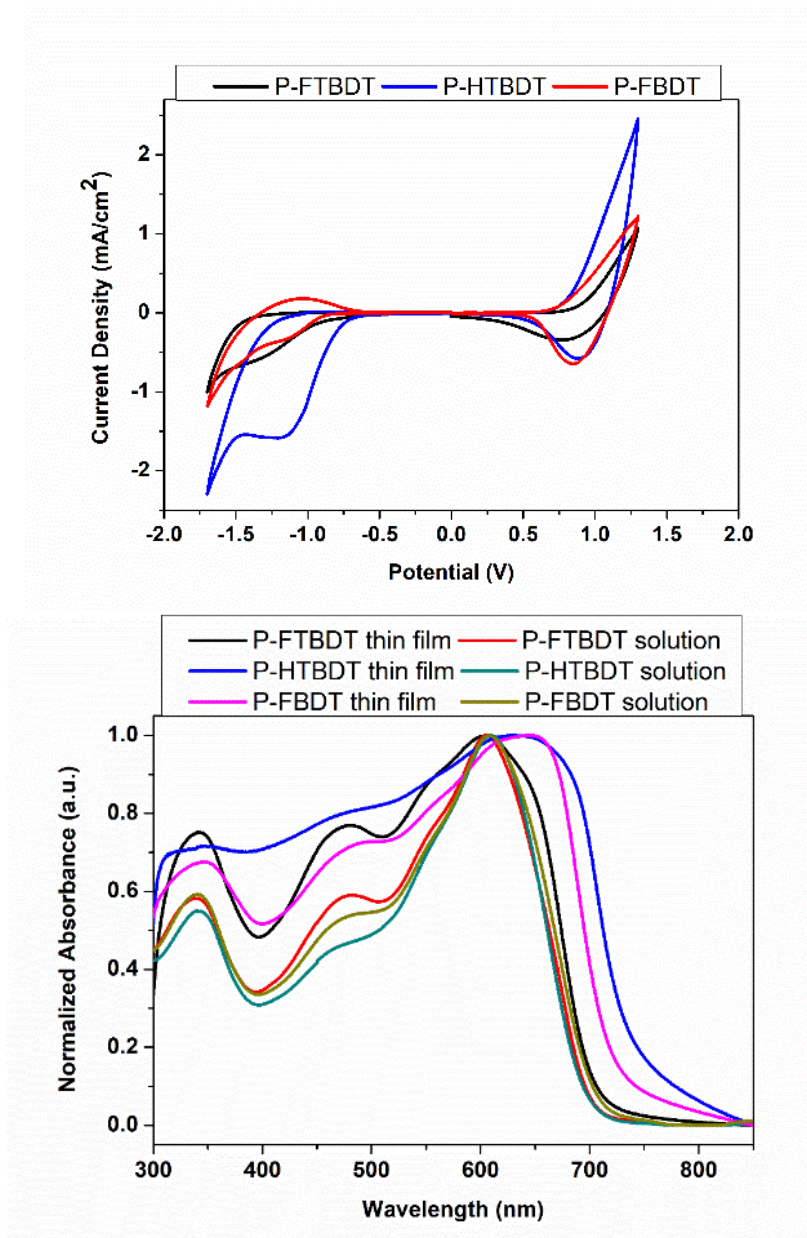 P-FTBDT P-HTBDT P-FBDT
2
1
0
-1
-2
Current Density (mA/cm2)
-2.0 -1.5 -1.0 -0.5 0.0 0.5 1.0 1.5 2.0
Potential (V)
P-FTBDT thin film P-FTBDT solution
P-HTBDT thin film P-HTBDT solution
P-FBDT thin film P-FBDT solution
1.0
0.8
0.6
0.4
0.2
0.0
Normalized Absorbance (a.u.)
300 400 500 600 700 800
Wavelength (nm)